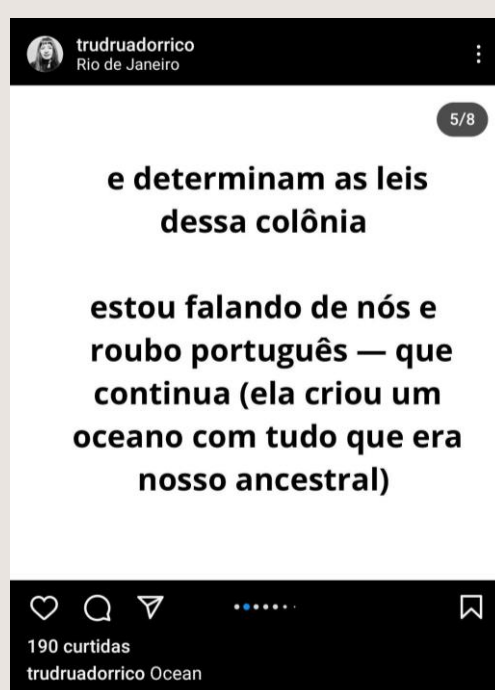 trudruadorrico
Rio de Janeiro
5/8
e determinam as leis
dessa colônia
estou falando de nós e
roubo português — que
continua (ela criou um
oceano com tudo que era
nosso ancestral)
190 curtidas
trudruadorrico Ocean